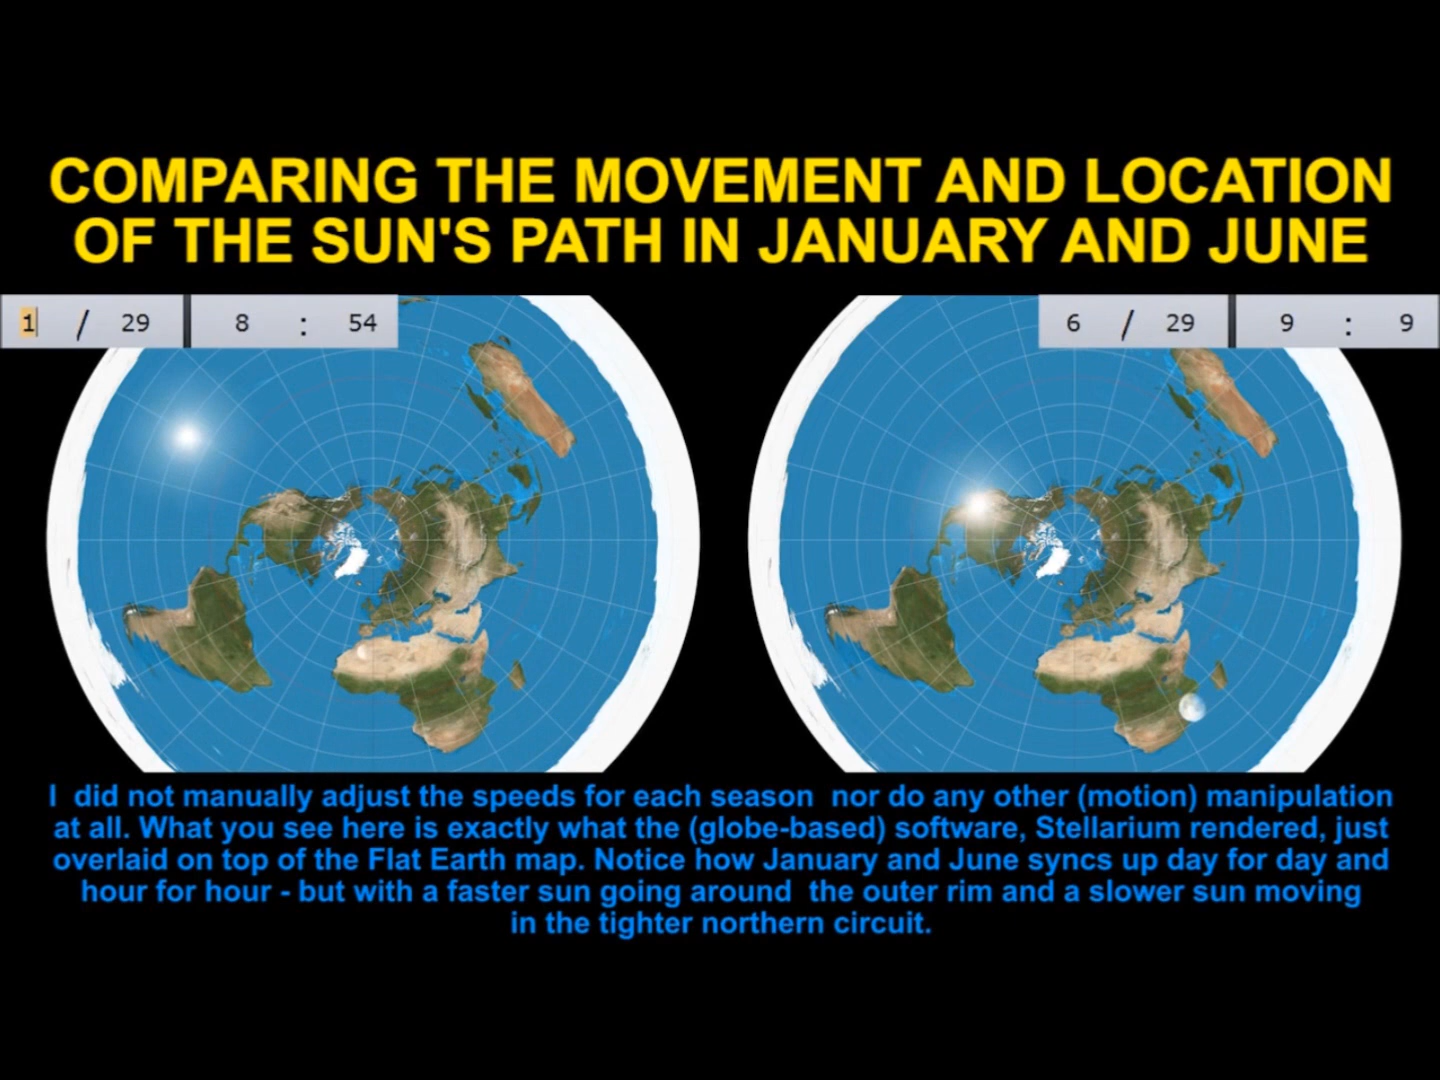 COMPARING THE MOVEMENT AND LOCATION
OF THE SUN'S PATH IN JANUARY AND JUNE
1 / 29 8 : 54
6 / 29 9 : 9
I did not manually adjust the speeds for each season nor do any other (motion) manipulation
at all. What you see here is exactly what the (globe-based) software, Stellarium rendered, just
overlaid on top of the Flat Earth map. Notice how January and June syncs up day for day and
hour for hour - but with a faster sun going around the outer rim and a slower sun moving
in the tighter northern circuit.